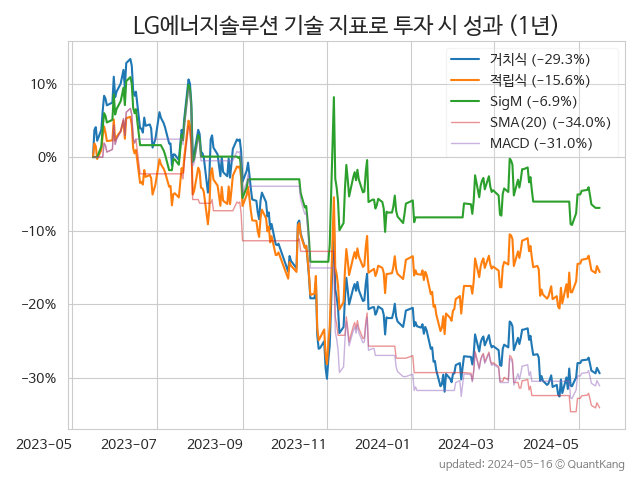 LG에너지솔루션 기술 지표로 투자 시 성과 (1년)
거치식 (−29.3%)
적립식 (−15.6%)
SigM (−6.9%)
SMA(20) (−34.0%)
MACD (−31.0%)
10%
0%
−10%
−20%
−30%
2023-05 2023-07 2023-09 2023-11 2024-01 2024-03 2024-05
updated: 2024-05-16 © QuantKang